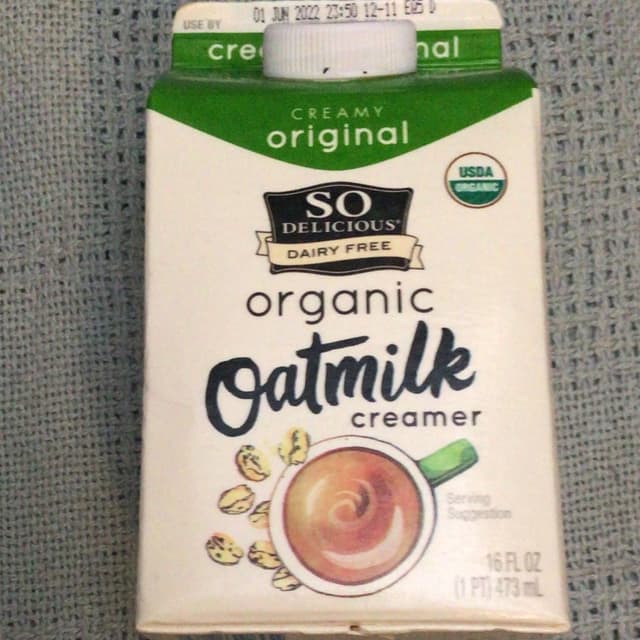 USE BY 01 JUN 2022 23:50 12-11 E05 D
CREAMY
original
USDA
ORGANIC
SO
DELICIOUS®
DAIRY FREE
organic
Oatmilk
creamer
Serving
Suggestion
16 FL OZ
(1 PT) 473 mL